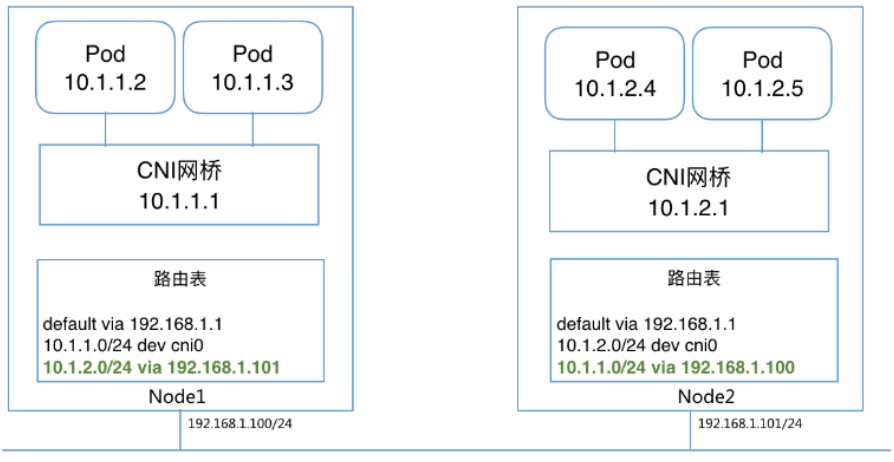 Pod
10.1.1.2
Pod
10.1.1.3
CNI网桥
10.1.1.1
路由表
default via 192.168.1.1
10.1.1.0/24 dev cni0
10.1.2.0/24 via 192.168.1.101
Node1
192.168.1.100/24
Pod
10.1.2.4
Pod
10.1.2.5
CNI网桥
10.1.2.1
路由表
default via 192.168.1.1
10.1.2.0/24 dev cni0
10.1.1.0/24 via 192.168.1.100
Node2
192.168.1.101/24